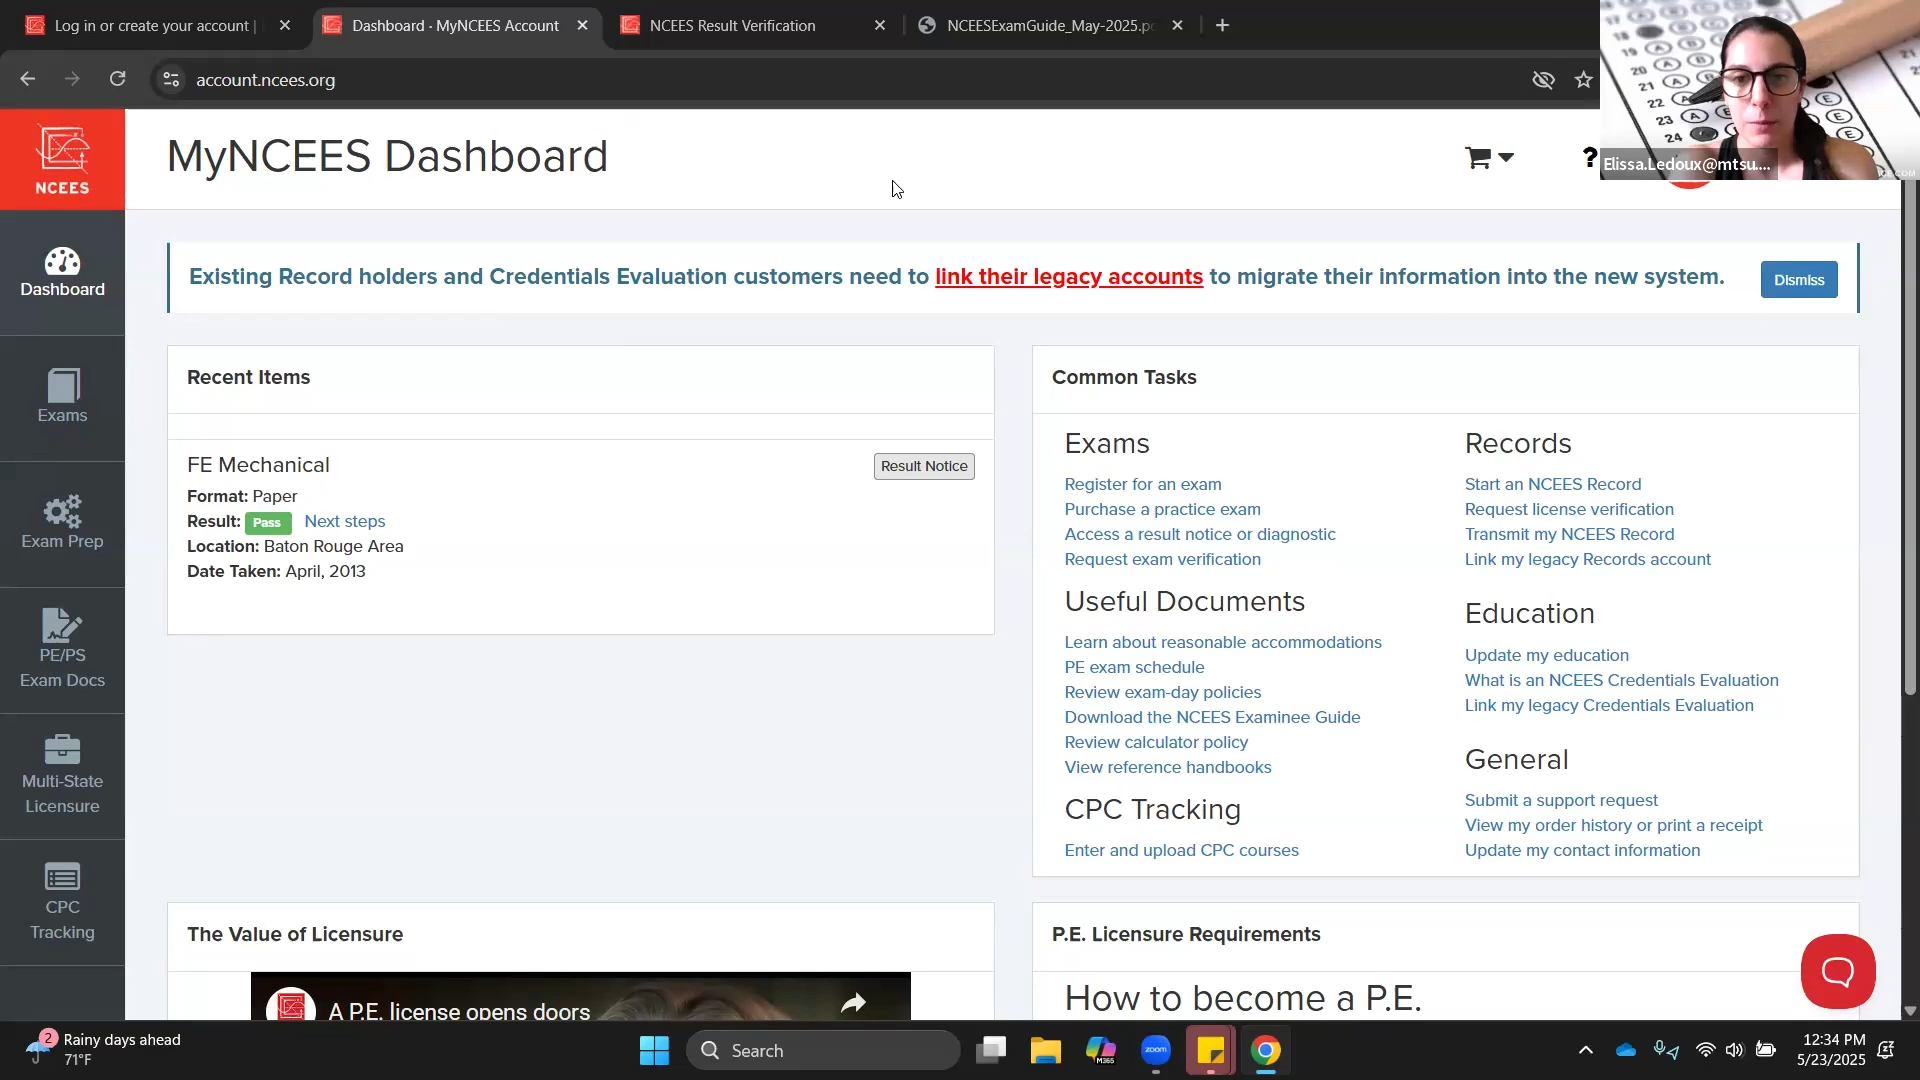 Log in or create your account |
Dashboard · MyNCEES Account
NCEES Result Verification
NCEESExamGuide_May-2025.p
account.ncees.org
Elissa.Ledoux@mtsu....
NCEES
MyNCEES Dashboard
?
Dashboard
Exams
Exam Prep
PE/PS
Exam Docs
Multi-State
Licensure
CPC
Tracking
Existing Record holders and Credentials Evaluation customers need to link their legacy accounts to migrate their information into the new system.
Dismiss
Recent Items
FE Mechanical
Result Notice
Format: Paper
Result: Pass Next steps
Location: Baton Rouge Area
Date Taken: April, 2013
Common Tasks
Exams
Register for an exam
Purchase a practice exam
Access a result notice or diagnostic
Request exam verification
Useful Documents
Learn about reasonable accommodations
PE exam schedule
Review exam-day policies
Download the NCEES Examinee Guide
Review calculator policy
View reference handbooks
CPC Tracking
Enter and upload CPC courses
Records
Start an NCEES Record
Request license verification
Transmit my NCEES Record
Link my legacy Records account
Education
Update my education
What is an NCEES Credentials Evaluation
Link my legacy Credentials Evaluation
General
Submit a support request
View my order history or print a receipt
Update my contact information
The Value of Licensure
A P.E. license opens doors
P.E. Licensure Requirements
How to become a P.E.
2
Rainy days ahead
71°F
Search
M365
zoom
12:34 PM
5/23/2025